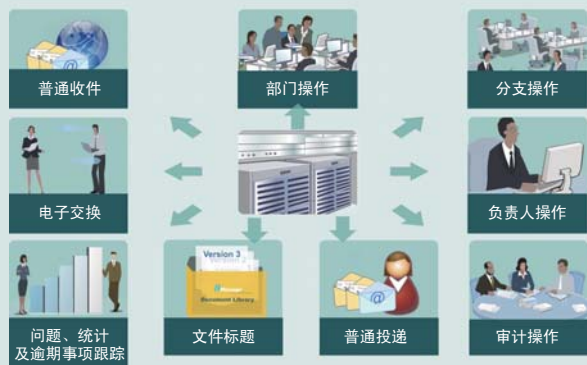 普通收件
部门操作
分支操作
电子交换
负责人操作
Version 3
Document Library
问题、统计
及逾期事项跟踪
文件标题
普通投递
审计操作